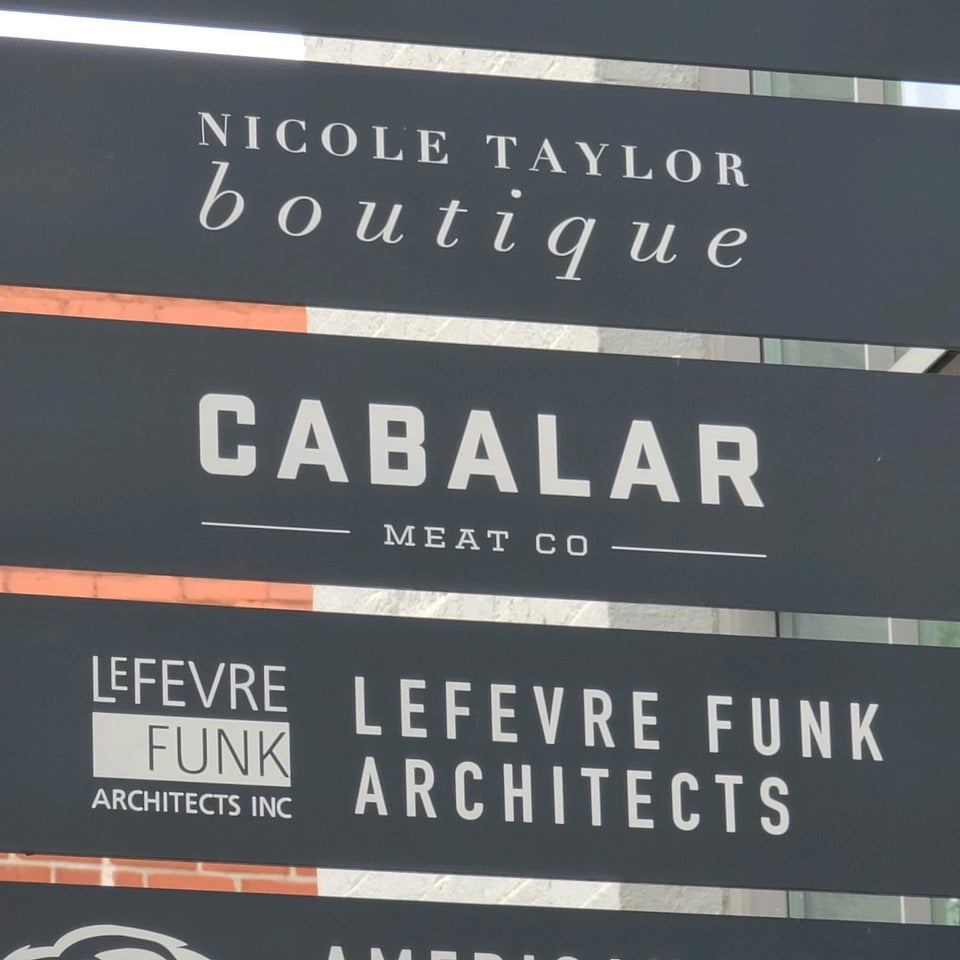 NICOLE TAYLOR
boutique
CABALAR
MEAT CO
LEFEVRE
FUNK
ARCHITECTS INC
LEFEVRE FUNK
ARCHITECTS